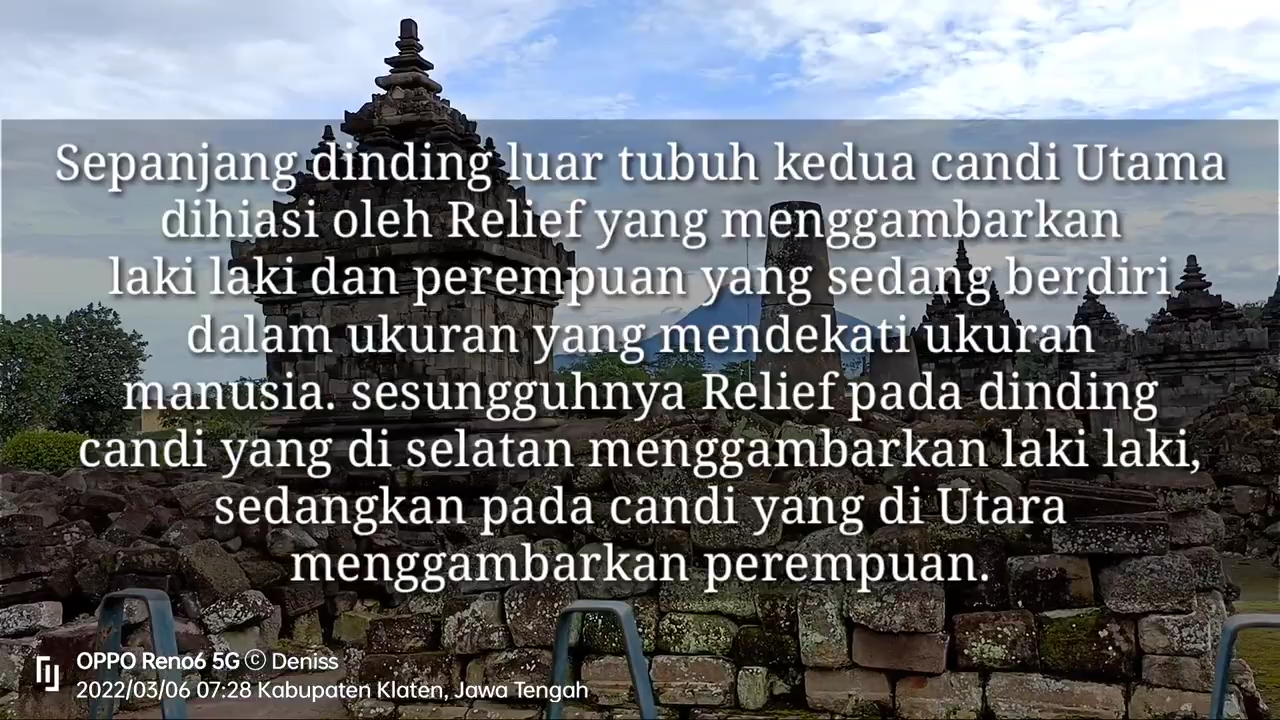 Sepanjang dinding luar tubuh kedua candi Utama
dihiasi oleh Relief yang menggambarkan
laki laki dan perempuan yang sedang berdiri
dalam ukuran yang mendekati ukuran
manusia. sesungguhnya Relief pada dinding
candi yang di selatan menggambarkan laki laki,
sedangkan pada candi yang di Utara
menggambarkan perempuan.
OPPO Reno6 5G © Deniss
2022/03/06 07:28 Kabupaten Klaten, Jawa Tengah